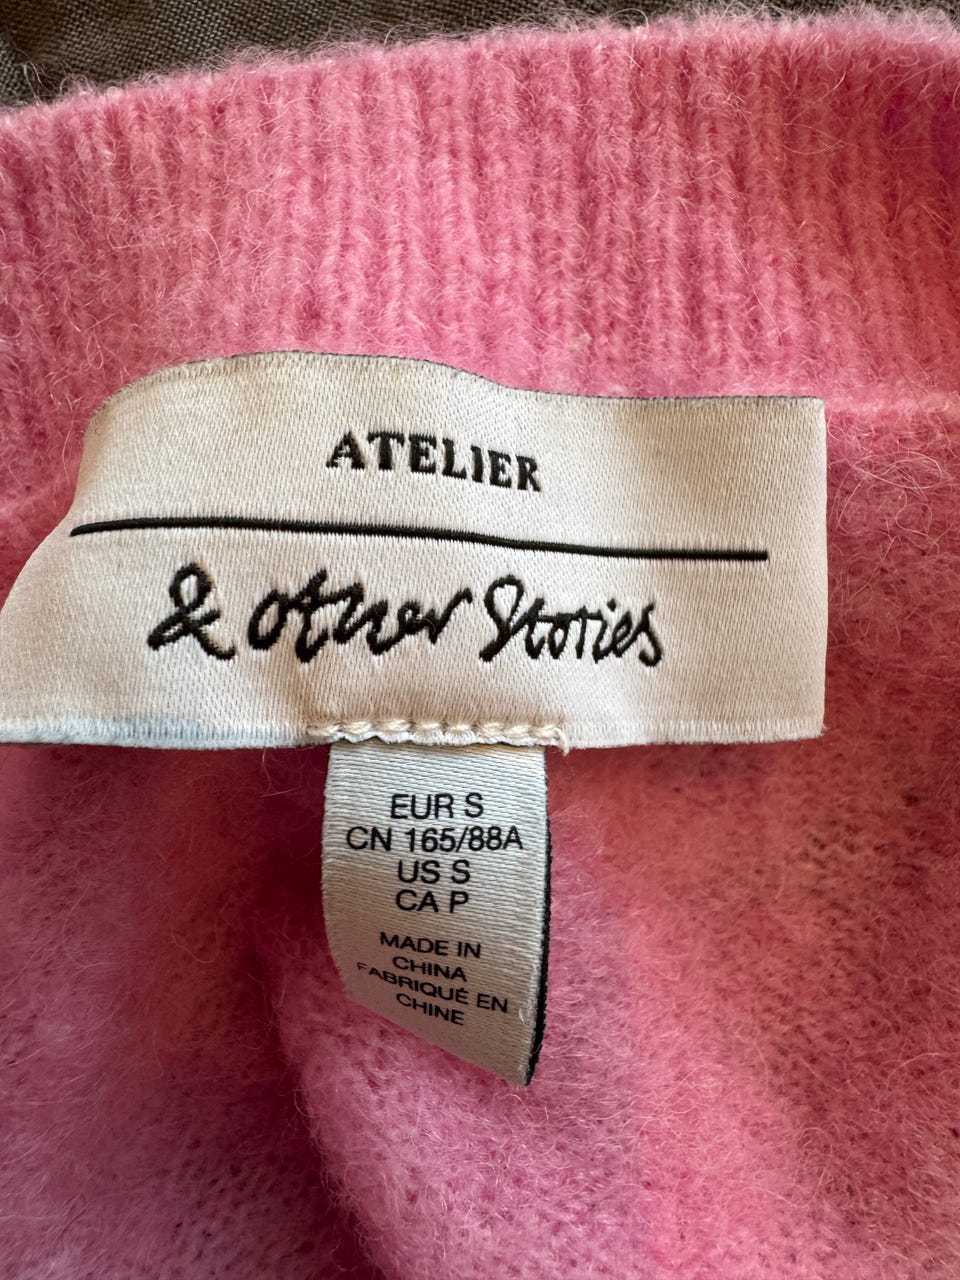 ATELIER
& other Stories
EUR S
CN 165/88A
US S
CA P
MADE IN
CHINA
FABRIQUÉ EN
CHINE